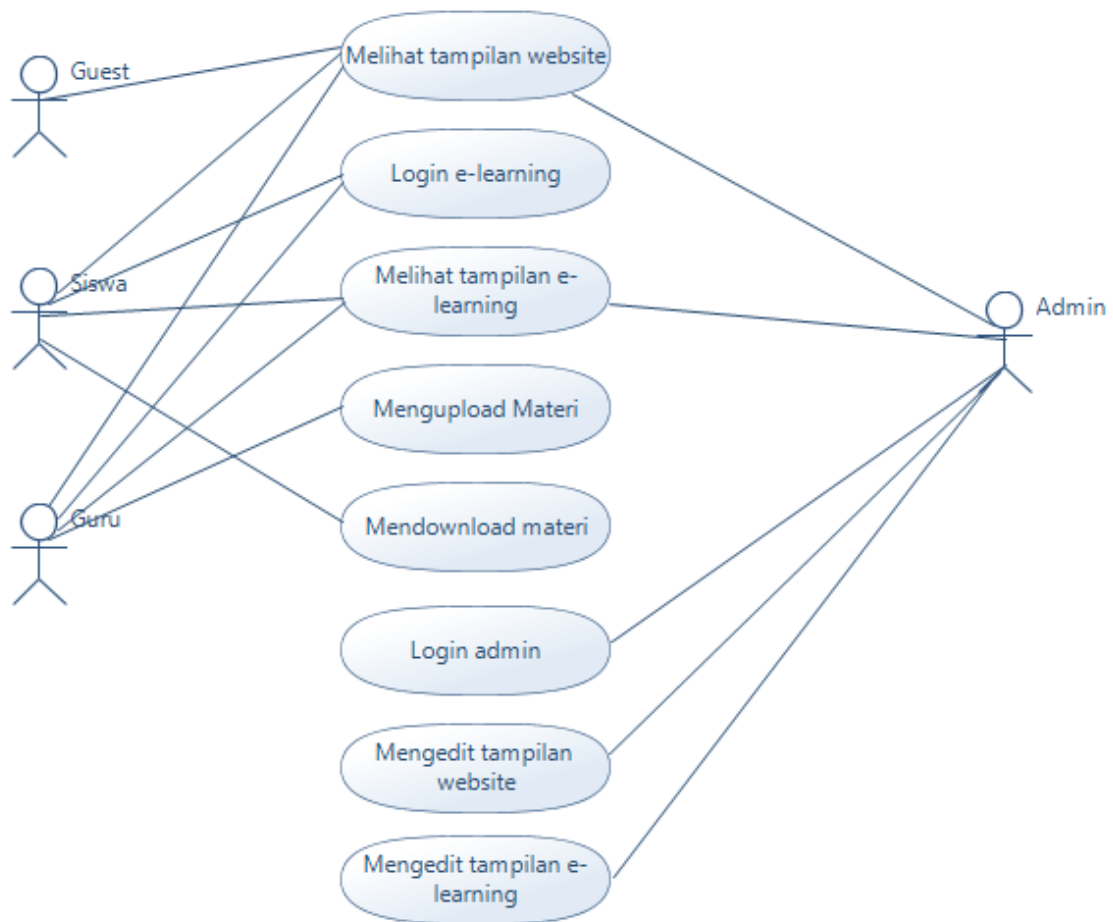 Guest
Melihat tampilan website
Login e-learning
Siswa
Melihat tampilan e-
learning
Admin
Mengupload Materi
Guru
Mendownload materi
Login admin
Mengedit tampilan
website
Mengedit tampilan e-
learning